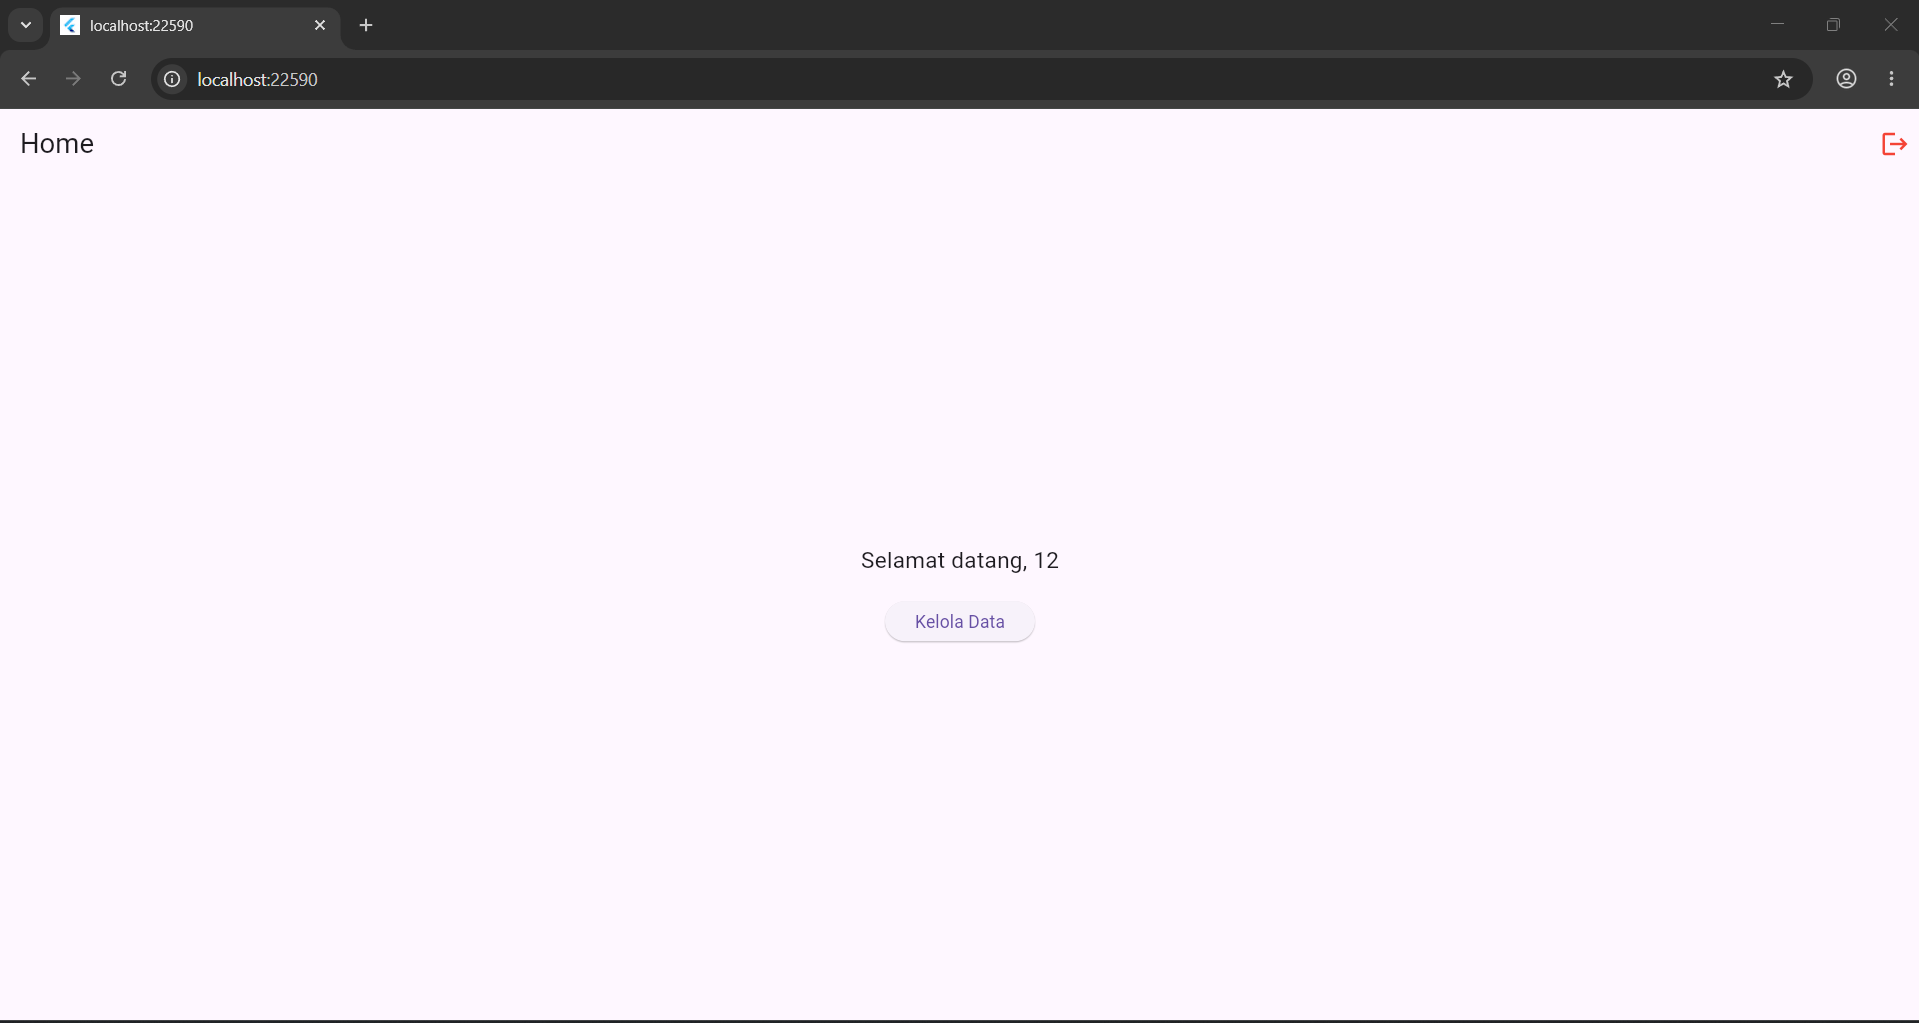 localhost:22590
localhost:22590
Home
Selamat datang, 12
Kelola Data